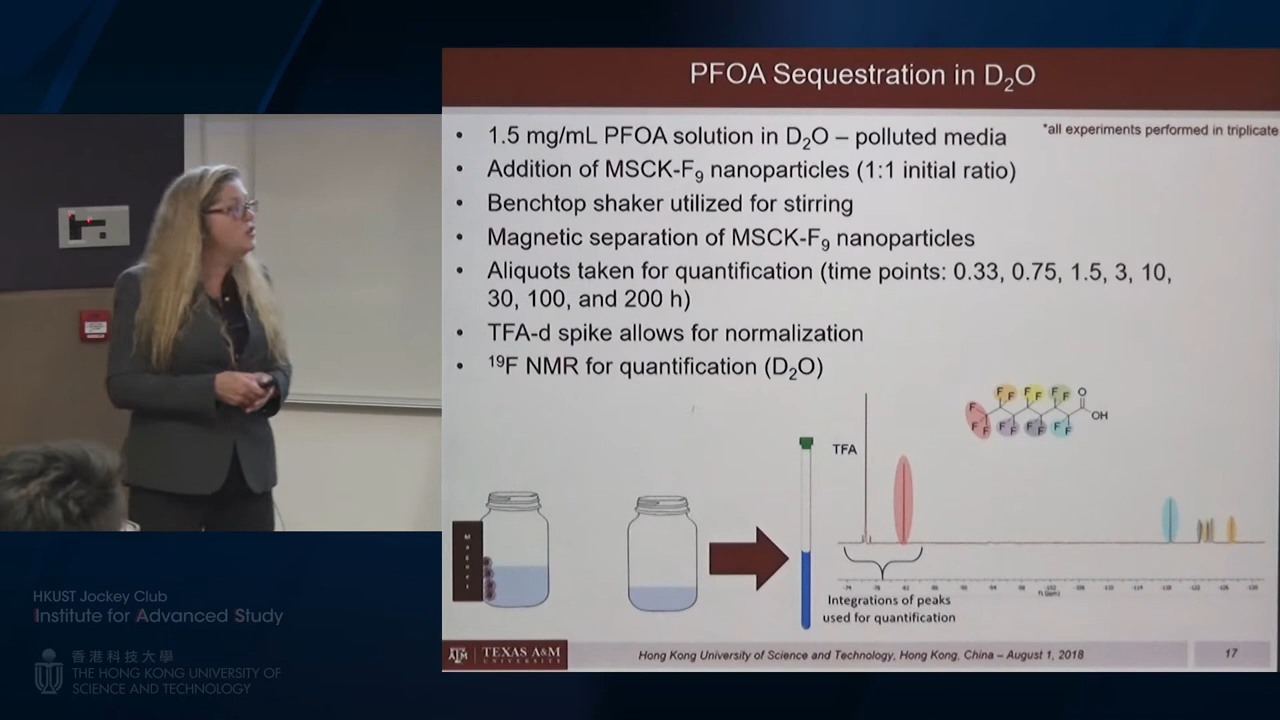 PFOA Sequestration in D₂O
*all experiments performed in triplicate
• 1.5 mg/mL PFOA solution in D₂O – polluted media
• Addition of MSCK-F₉ nanoparticles (1:1 initial ratio)
• Benchtop shaker utilized for stirring
• Magnetic separation of MSCK-F₉ nanoparticles
• Aliquots taken for quantification (time points: 0.33, 0.75, 1.5, 3, 10,
30, 100, and 200 h)
• TFA-d spike allows for normalization
• ¹⁹F NMR for quantification (D₂O)
F F F F F F O
F
OH
F F F F F F F F
TFA
Magnet
Integrations of peaks
used for quantification
ATM TEXAS A&M
UNIVERSITY
Hong Kong University of Science and Technology, Hong Kong, China – August 1, 2018
17
HKUST Jockey Club
Institute for Advanced Study
香港科技大學
THE HONG KONG UNIVERSITY OF
SCIENCE AND TECHNOLOGY